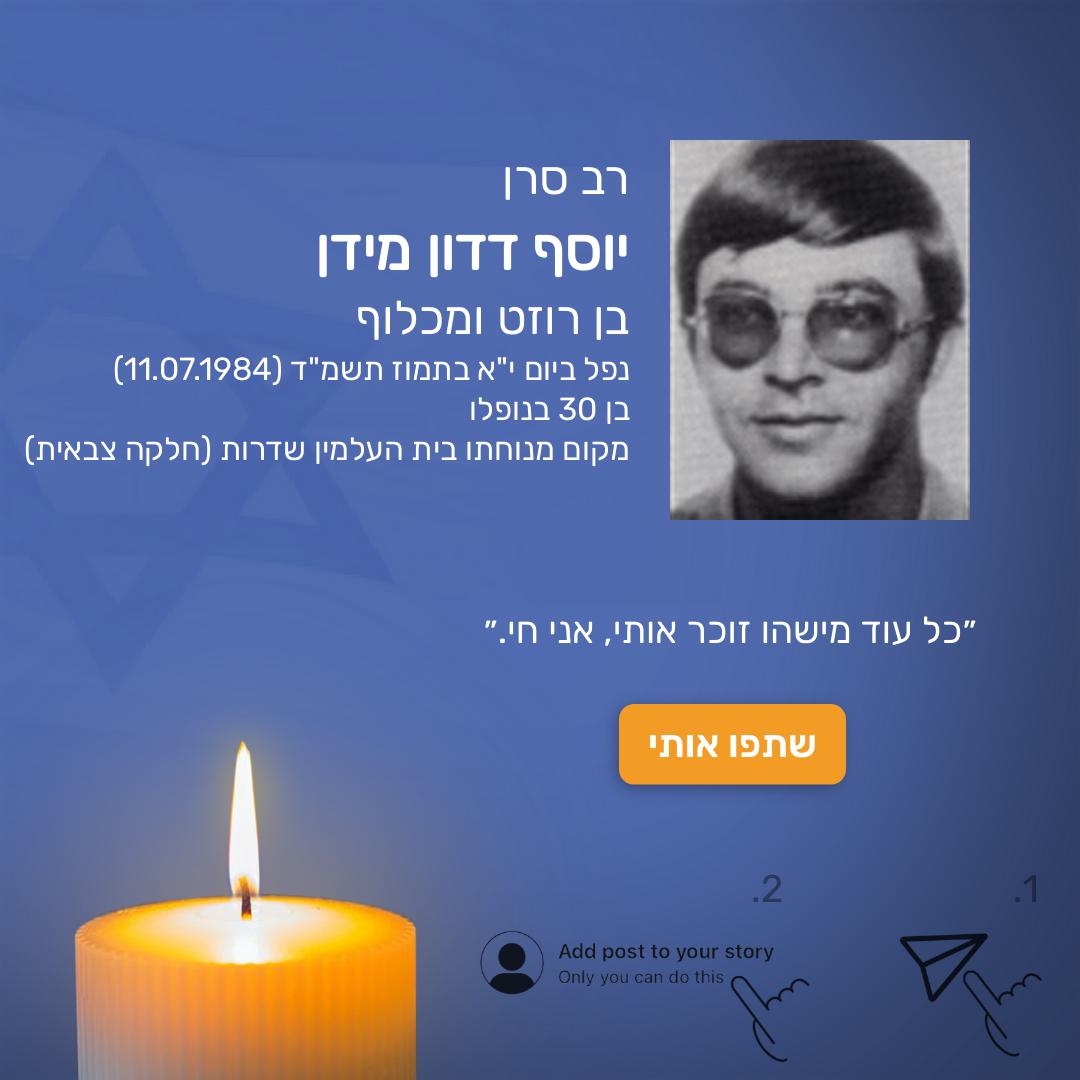 רב סרן
יוסף דדון מידן
בן רוזט ומכלוף
נפל ביום י"א בתמוז תשמ"ד (11.07.1984)
בן 30 בנופלו
מקום מנוחתו בית העלמין שדרות (חלקה צבאית)
״כל עוד מישהו זוכר אותי, אני חי.״
שתפו אותי
1.
2.
Add post to your story
Only you can do this